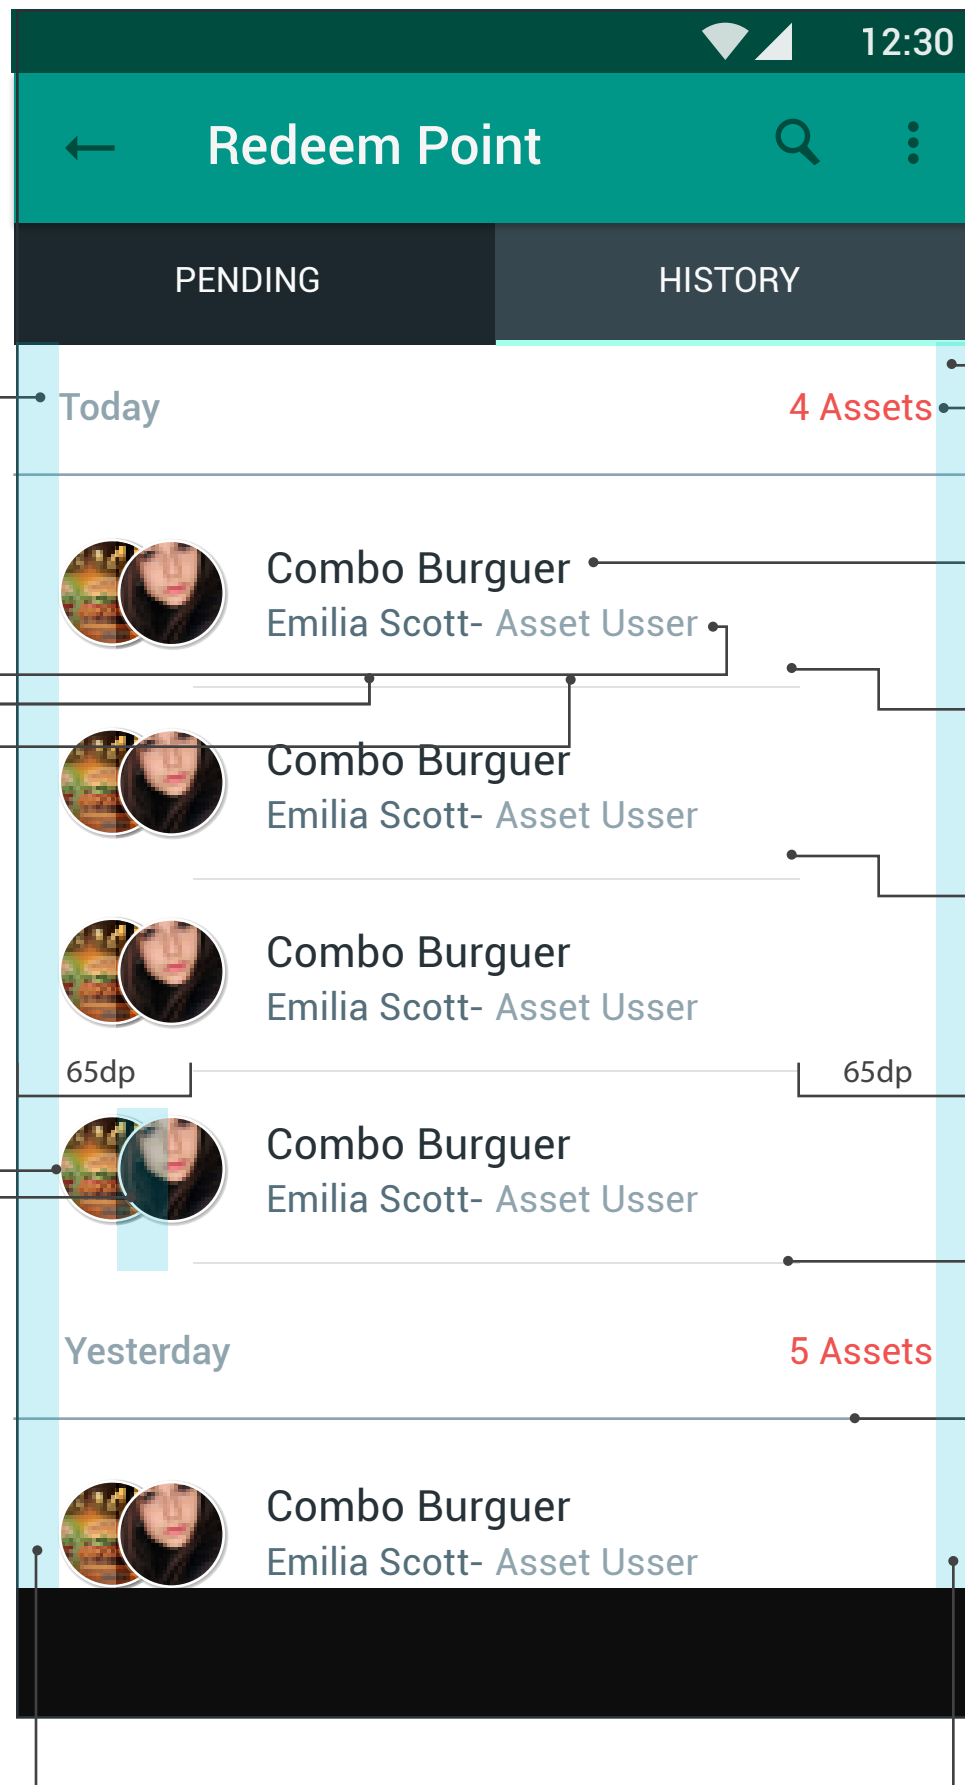 12:30
Redeem Point
PENDING HISTORY
Today 4 Assets
Combo Burguer
Emilia Scott- Asset Usser
Combo Burguer
Emilia Scott- Asset Usser
Combo Burguer
Emilia Scott- Asset Usser
65dp 65dp
Combo Burguer
Emilia Scott- Asset Usser
Yesterday 5 Assets
Combo Burguer
Emilia Scott- Asset Usser